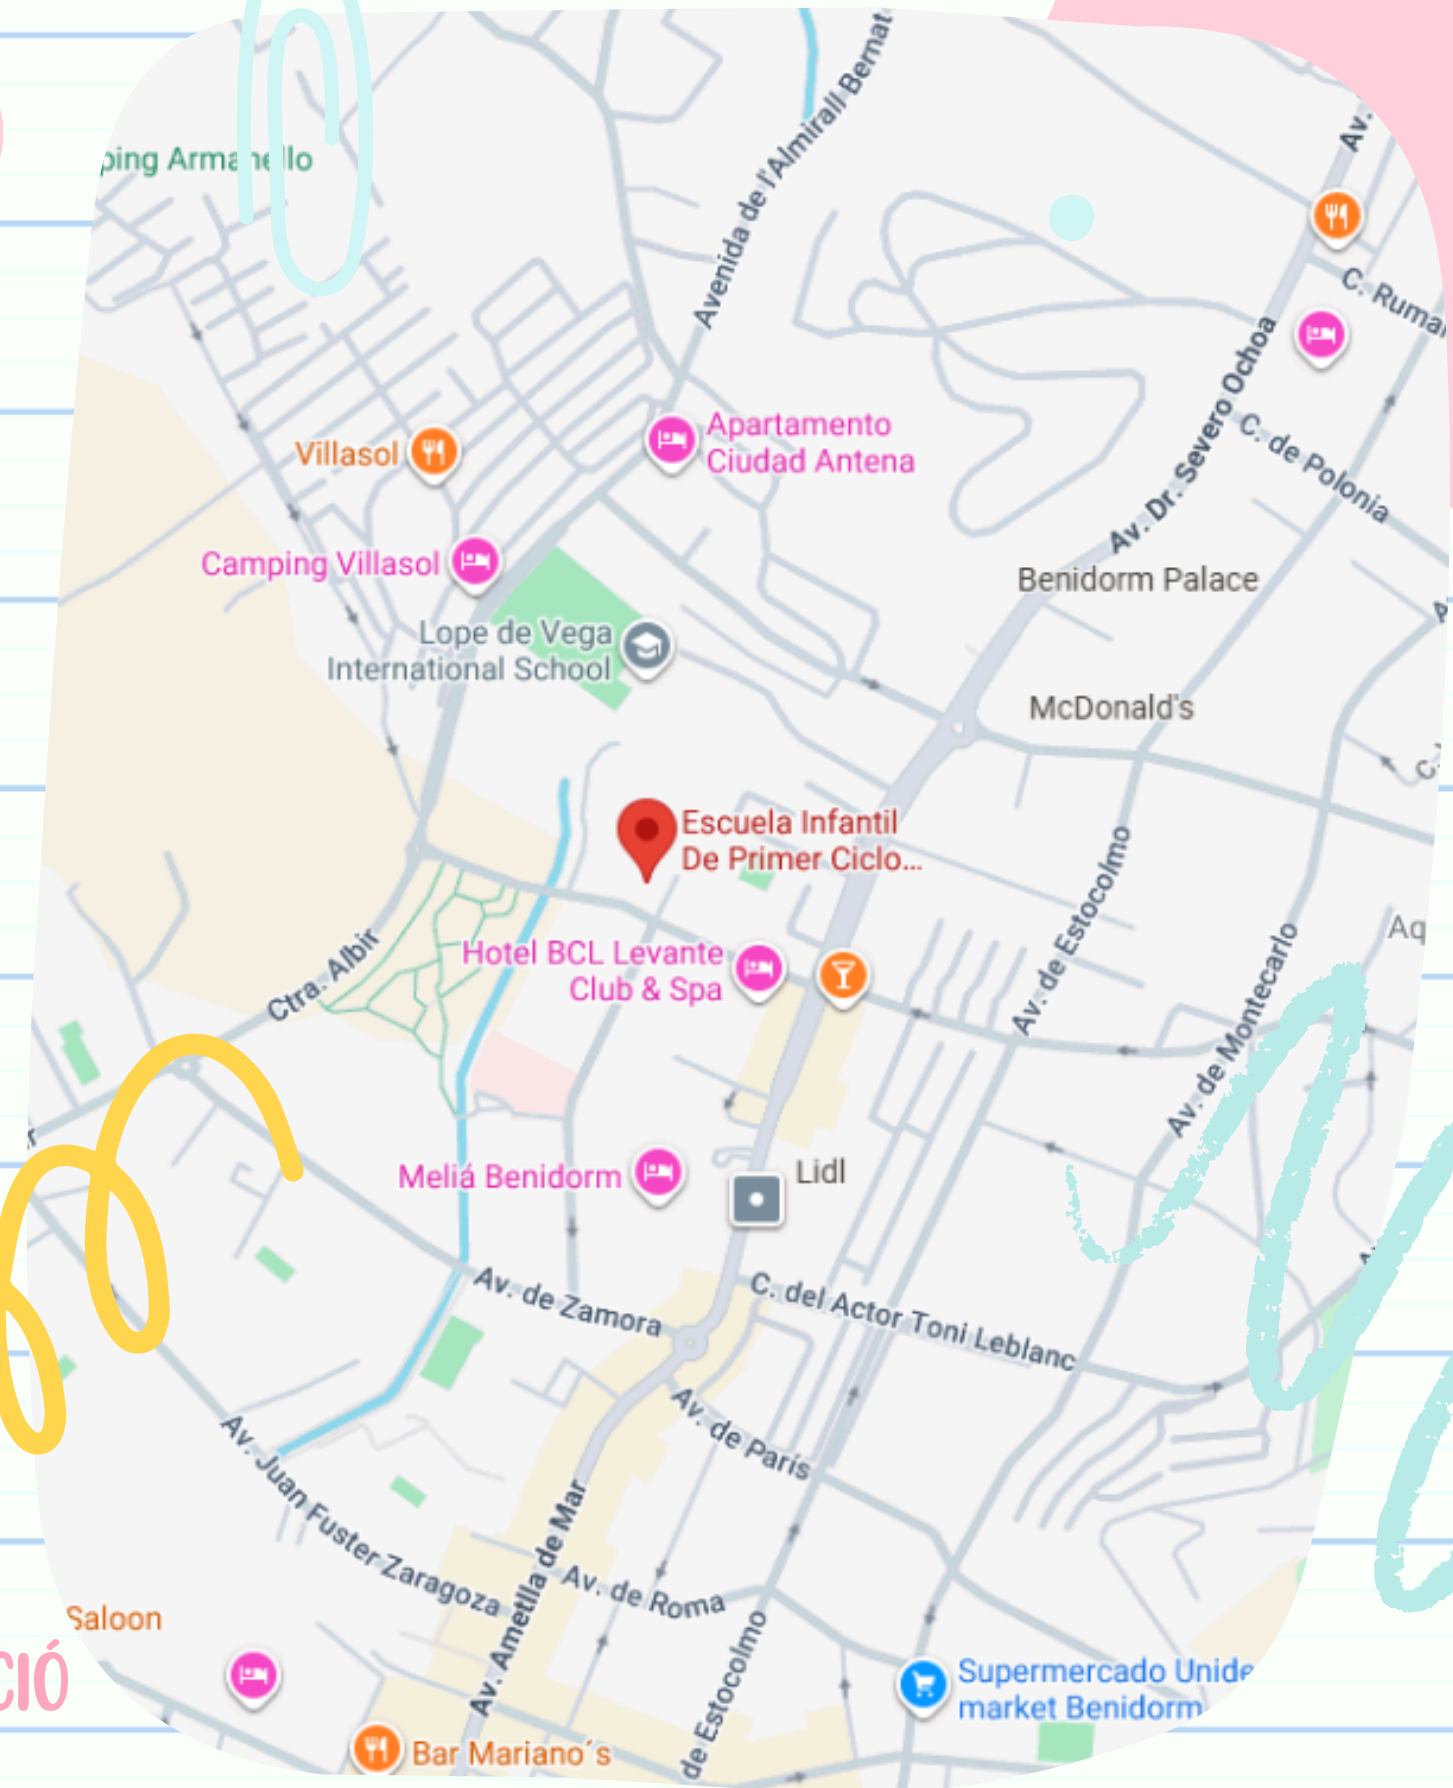 ping Armanello
Avenida de l'Almirall Bernat
Av.
C. Ruma
Av. Dr. Severo Ochoa
C. de Polonia
Villasol
Apartamento
Ciudad Antena
Camping Villasol
Benidorm Palace
Lope de Vega
International School
McDonald's
Escuela Infantil
De Primer Ciclo...
Av. de Estocolmo
Hotel BCL Levante
Club & Spa
Aq
Ctra. Albir
Av. de Montecarlo
Meliá Benidorm
Lidl
Av. de Zamora
C. del Actor Toni Leblanc
Av. de París
Av. Juan Fuster Zaragoza
Av. Ametlla de Mar
Av. de Roma
de Estocolmo
Saloon
CIÓ
Supermercado Unide
market Benidorm
Bar Mariano´s